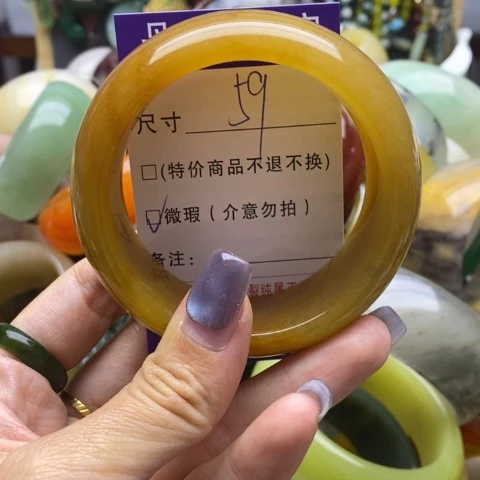 尺寸 59
□(特价商品不退不换)
☑微瑕(介意勿拍)
备注: